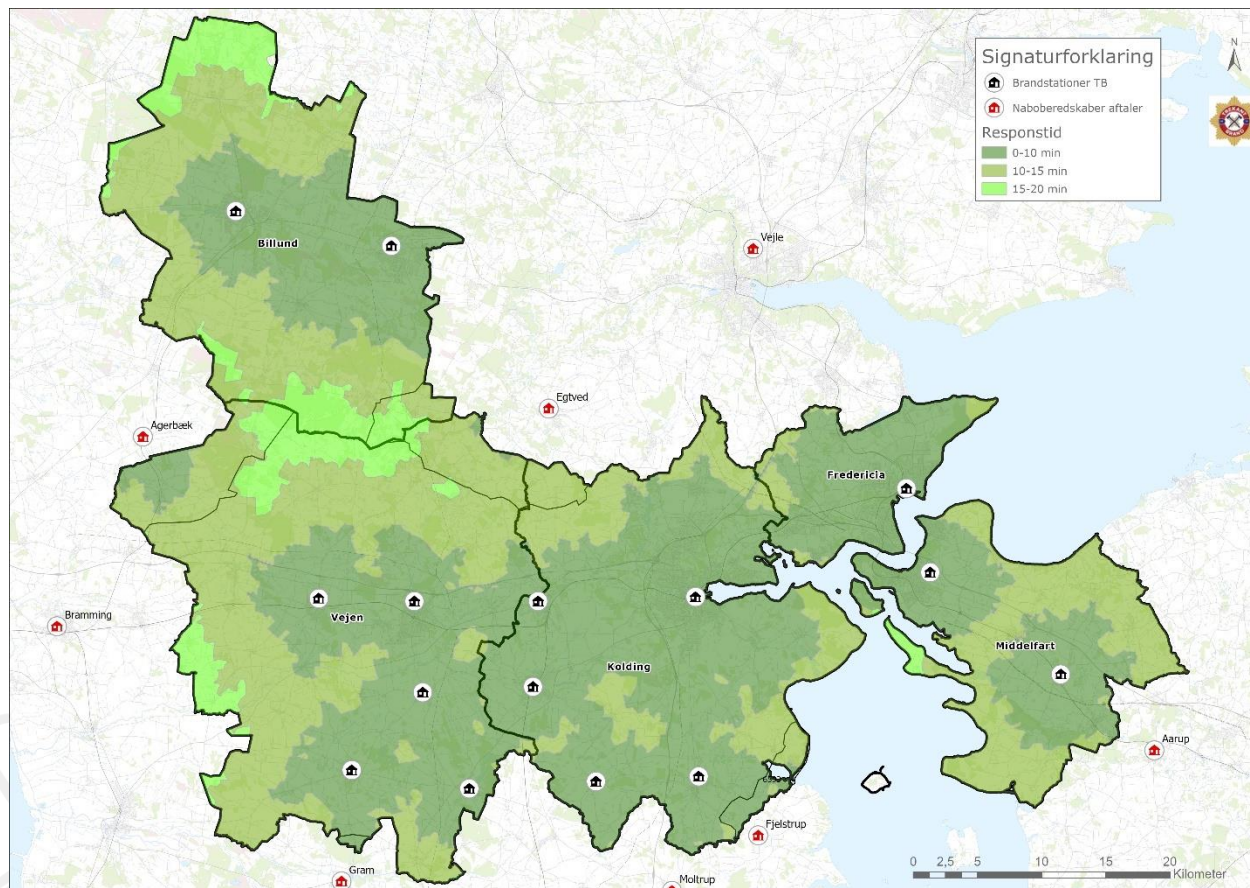 Signaturforklaring
N
Brandstationer TB
Naboberedskaber aftaler
Responstid
0-10 min
10-15 min
15-20 min
Billund
Vejle
Egtved
Agerbæk
Fredericia
Bramming
Vejen
Kolding
Middelfart
Aarup
Fjelstrup
Gram
Moltrup
0 2,5 5 10 15 20
Kilometer